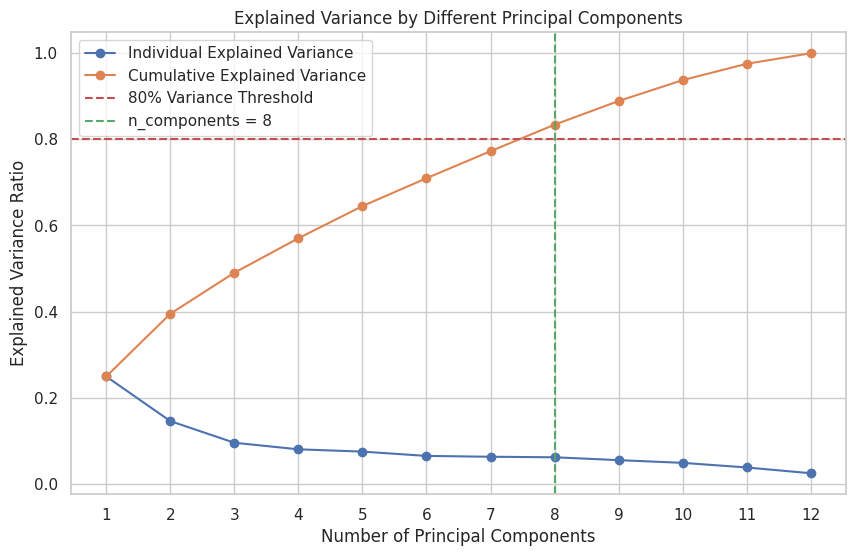 Explained Variance by Different Principal Components
Individual Explained Variance
Cumulative Explained Variance
80% Variance Threshold
n_components = 8
Explained Variance Ratio
1.0
0.8
0.6
0.4
0.2
0.0
1 2 3 4 5 6 7 8 9 10 11 12
Number of Principal Components